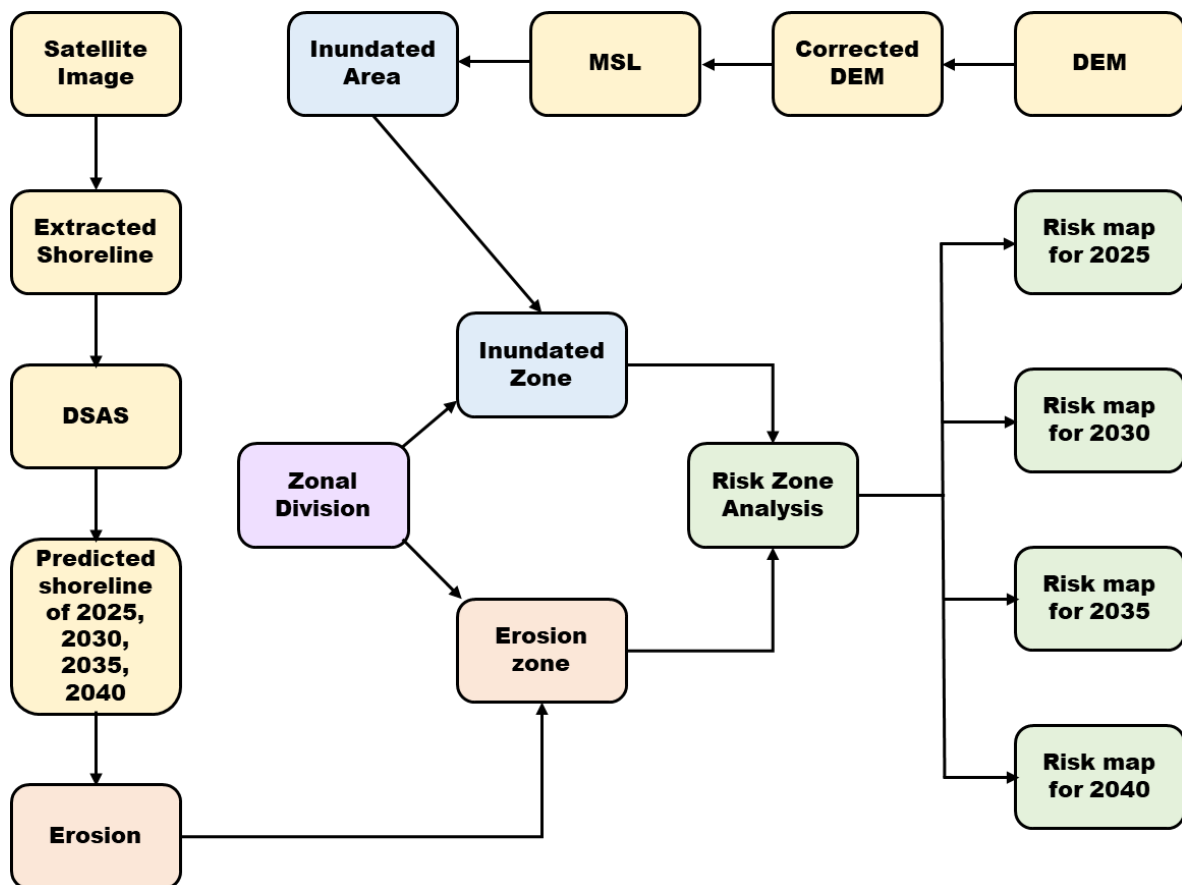 Satellite
Image
Inundated
Area
MSL
Corrected
DEM
DEM
Extracted
Shoreline
Risk map
for 2025
Inundated
Zone
DSAS
Risk map
for 2030
Zonal
Division
Risk Zone
Analysis
Predicted
shoreline
of 2025,
2030,
2035,
2040
Risk map
for 2035
Erosion
zone
Risk map
for 2040
Erosion